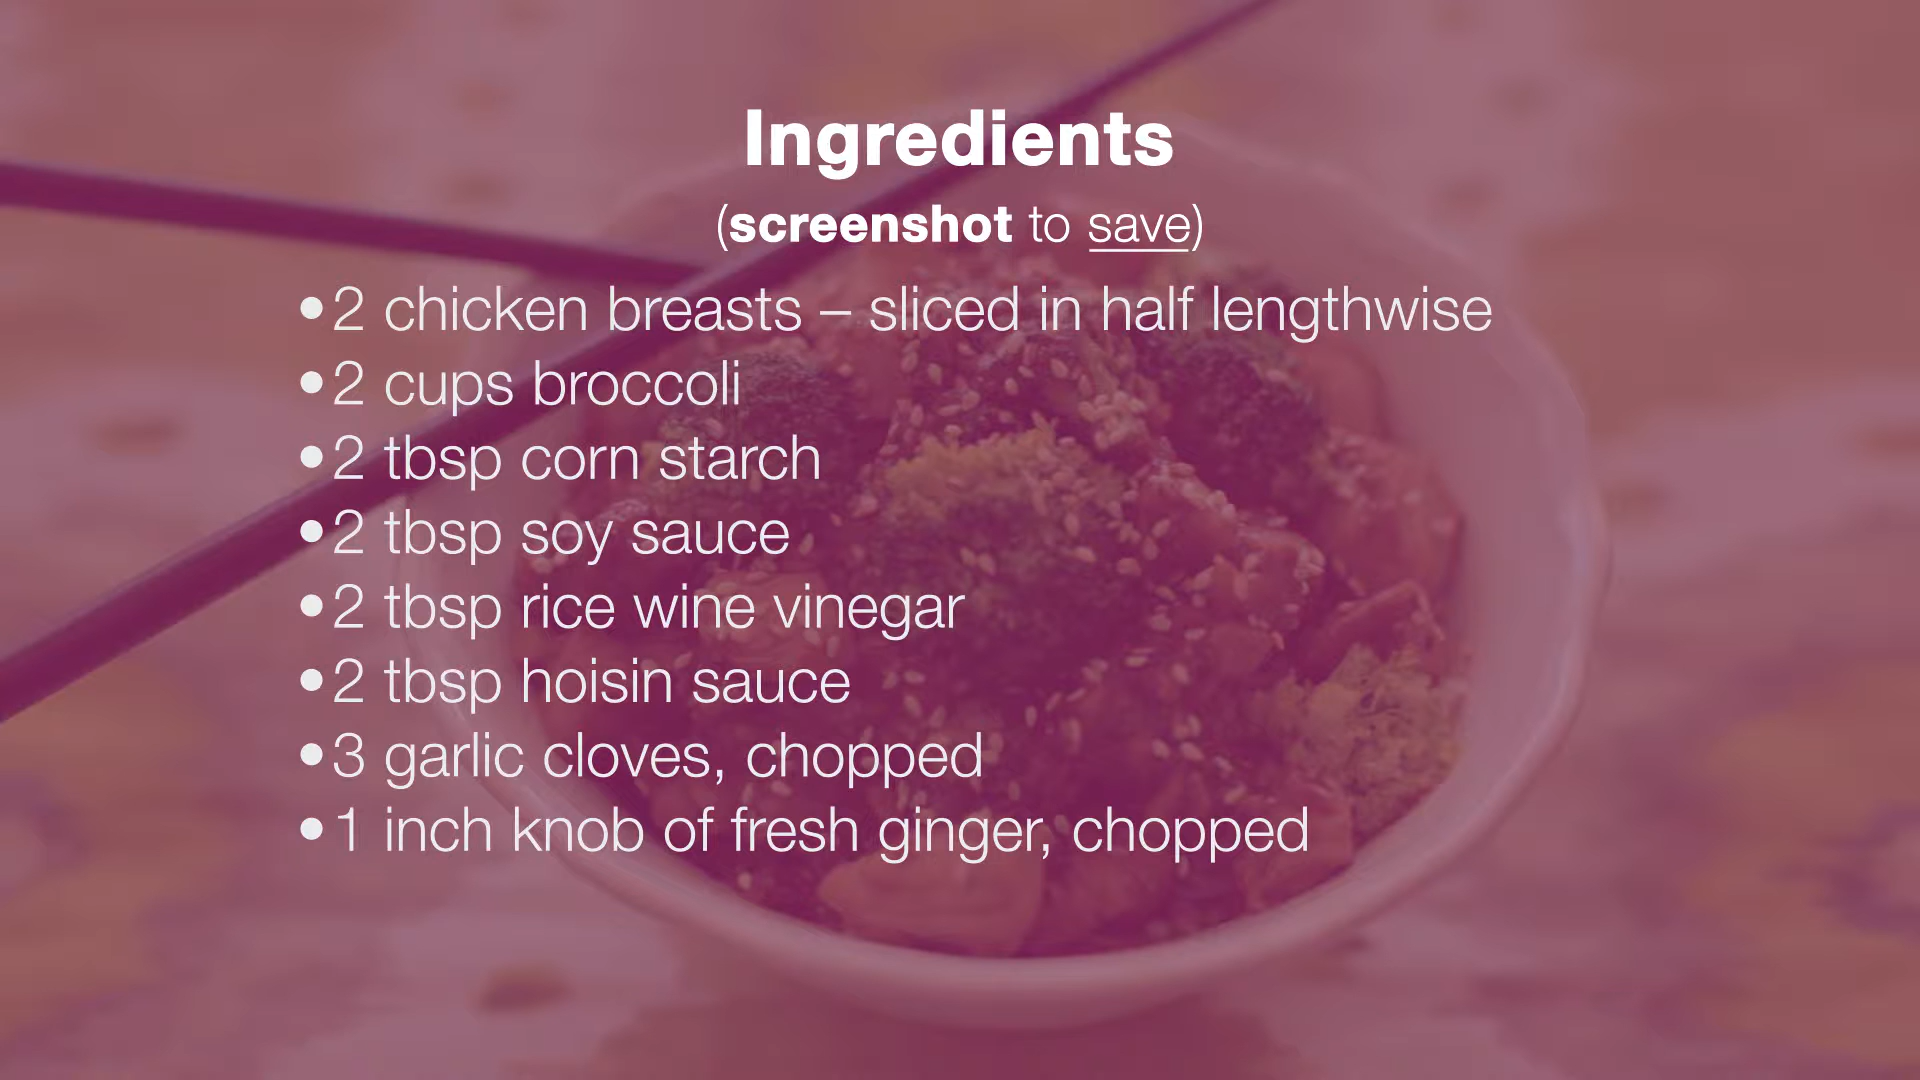 Ingredients
(screenshot to save)
•2 chicken breasts – sliced in half lengthwise
•2 cups broccoli
•2 tbsp corn starch
•2 tbsp soy sauce
•2 tbsp rice wine vinegar
•2 tbsp hoisin sauce
•3 garlic cloves, chopped
•1 inch knob of fresh ginger, chopped